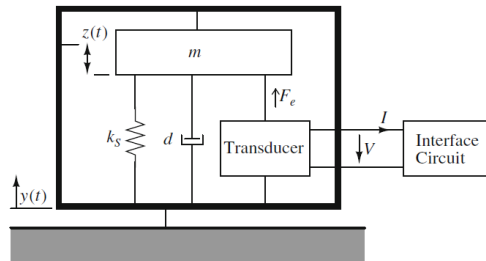 z(t)
m
F_e
k_S
d
Transducer
I
V
Interface
Circuit
y(t)